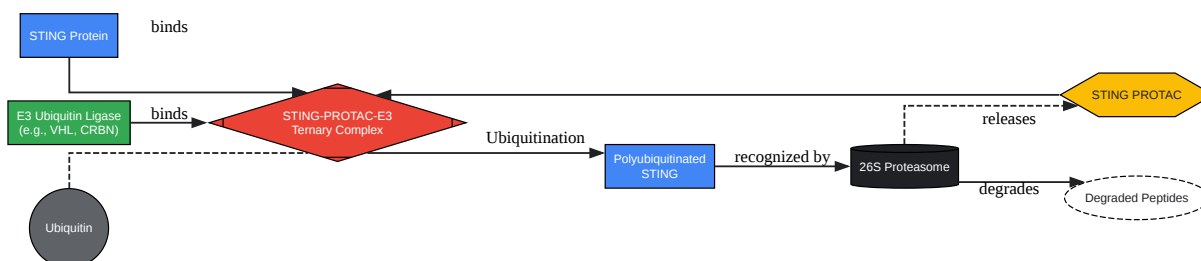 binds
STING Protein
STING PROTAC
E3 Ubiquitin Ligase
(e.g., VHL, CRBN)
binds
STING-PROTAC-E3
Ternary Complex
releases
Ubiquitination
Polyubiquitinated
STING
recognized by
26S Proteasome
degrades
Degraded Peptides
Ubiquitin